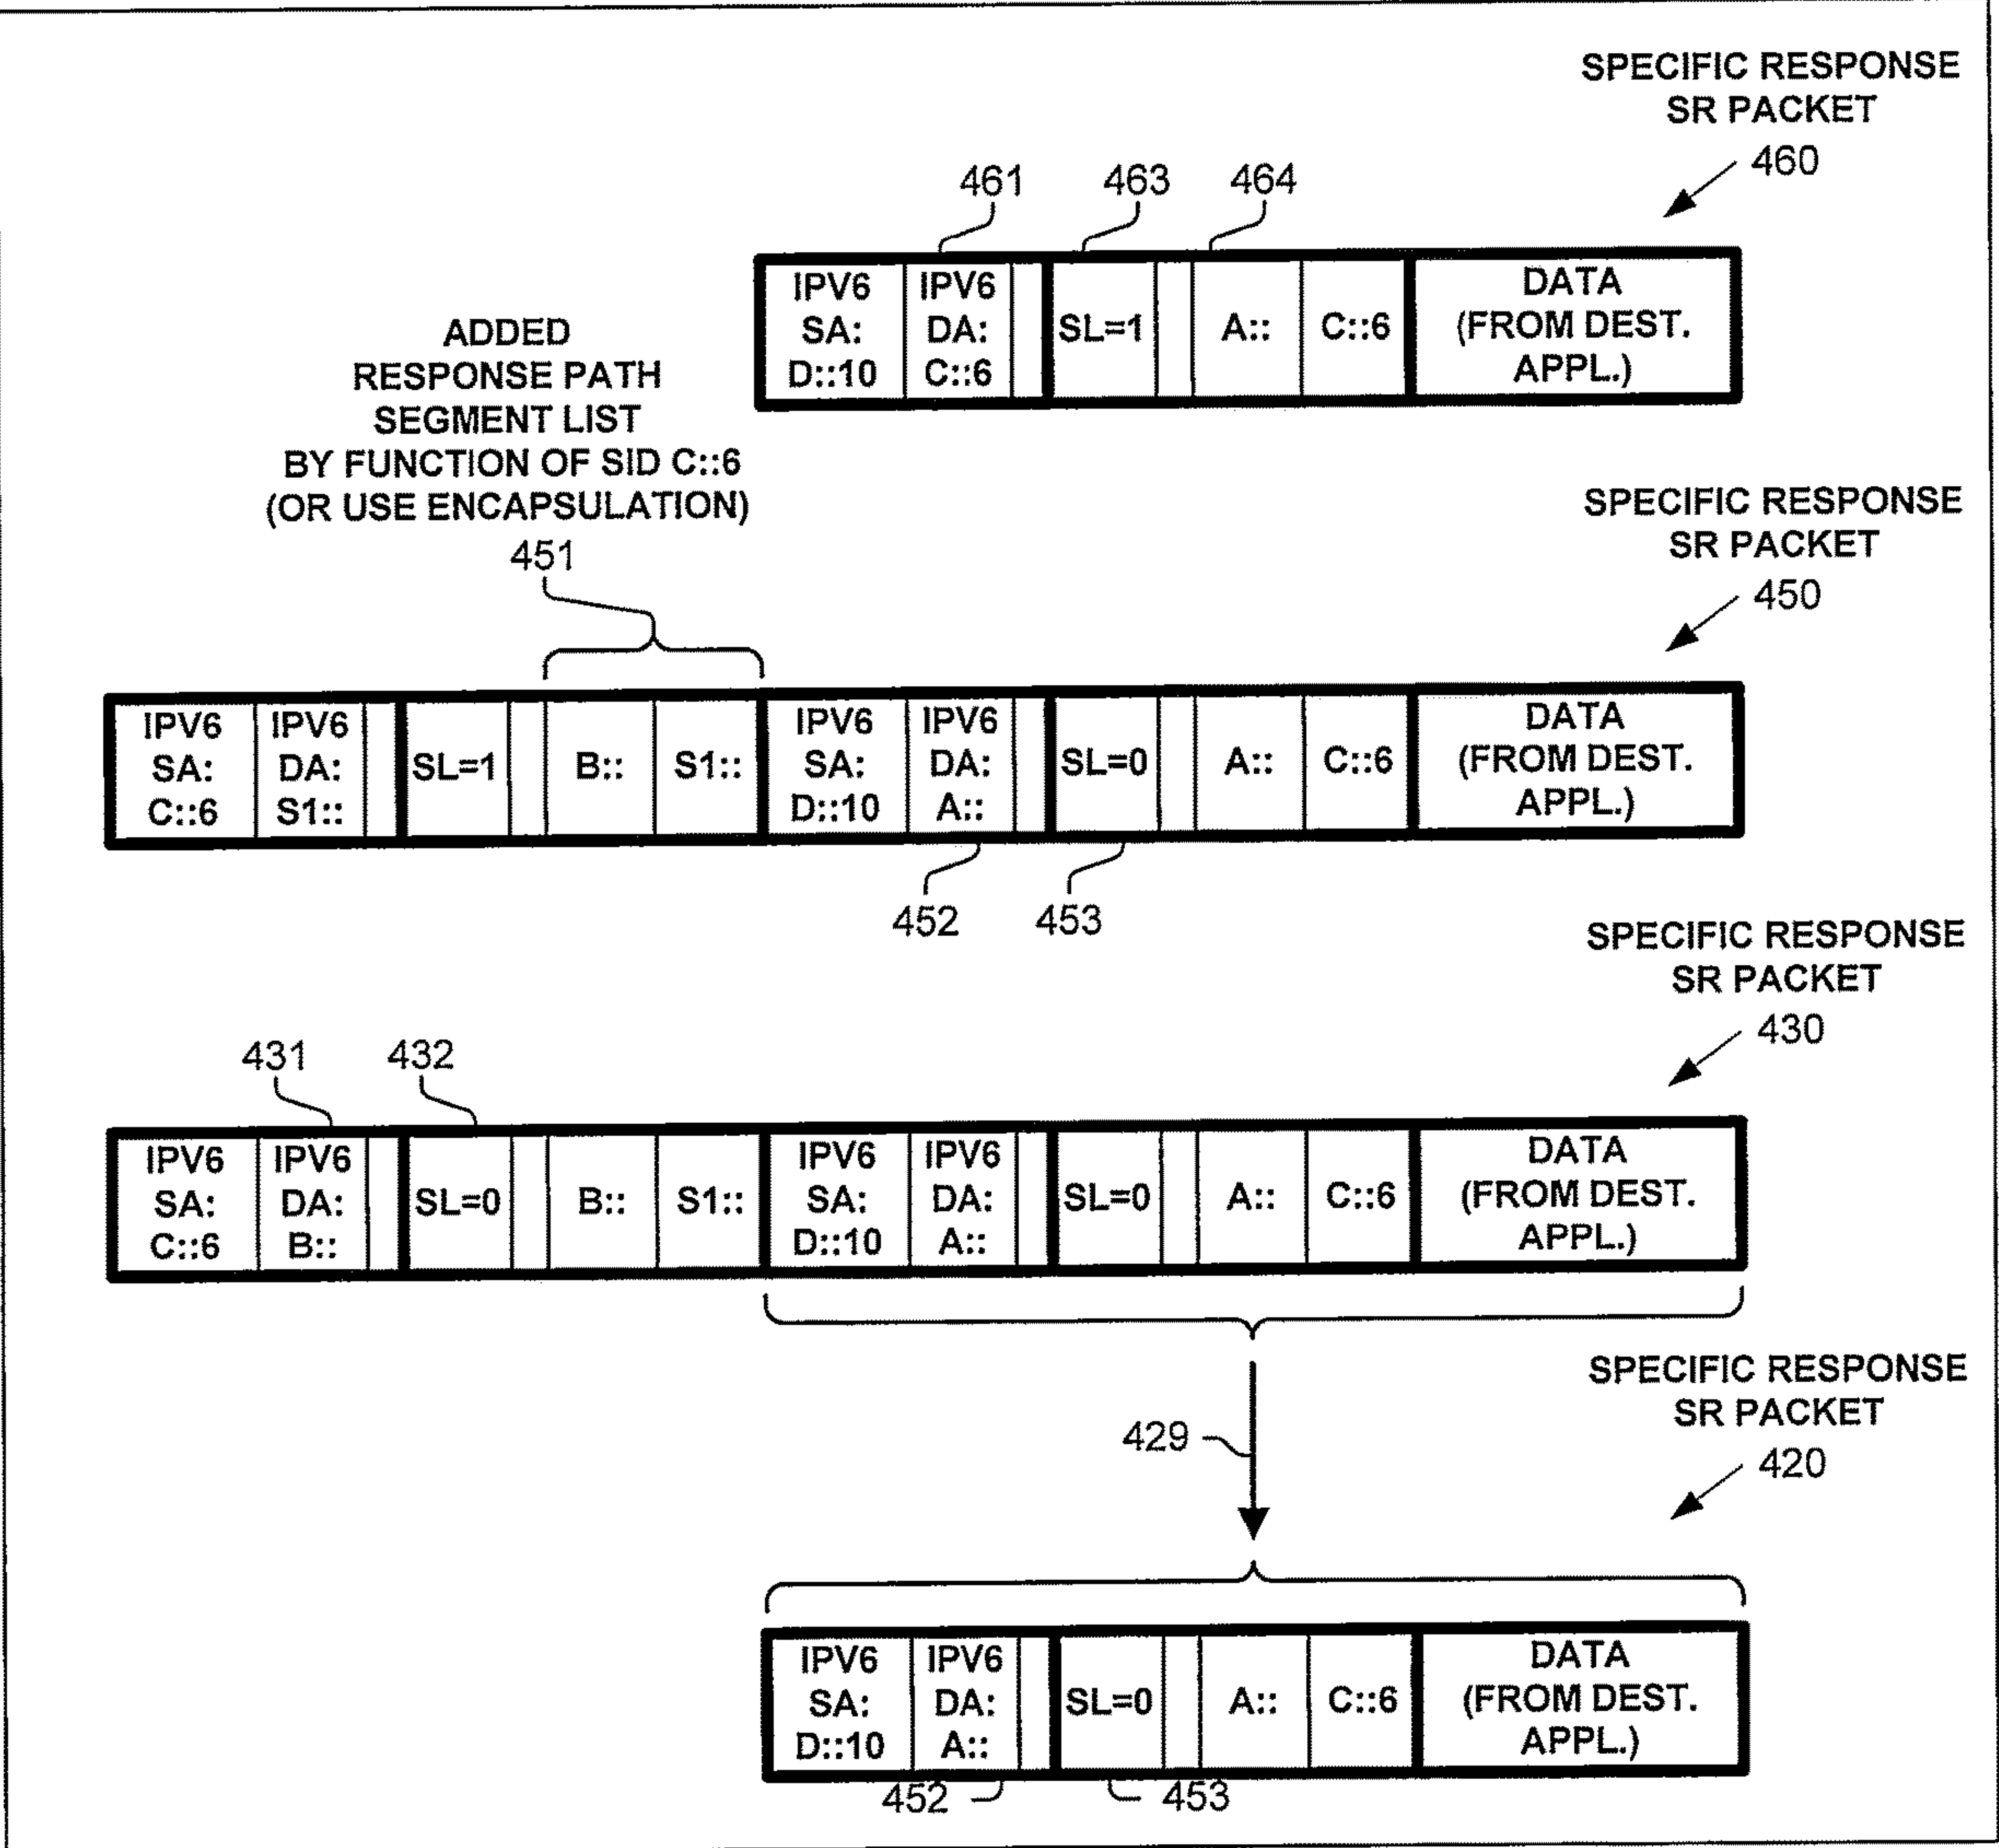 SPECIFIC RESPONSE
SR PACKET
460
461
463
464
IPV6
SA:
D::10
IPV6
DA:
C::6
SL=1
A::
C::6
DATA
(FROM DEST.
APPL.)
ADDED
RESPONSE PATH
SEGMENT LIST
BY FUNCTION OF SID C::6
(OR USE ENCAPSULATION)
451
SPECIFIC RESPONSE
SR PACKET
450
IPV6
SA:
C::6
IPV6
DA:
S1::
SL=1
B::
S1::
IPV6
SA:
D::10
IPV6
DA:
A::
SL=0
A::
C::6
DATA
(FROM DEST.
APPL.)
452
453
SPECIFIC RESPONSE
SR PACKET
430
431
432
IPV6
SA:
C::6
IPV6
DA:
B::
SL=0
B::
S1::
IPV6
SA:
D::10
IPV6
DA:
A::
SL=0
A::
C::6
DATA
(FROM DEST.
APPL.)
429
SPECIFIC RESPONSE
SR PACKET
420
IPV6
SA:
D::10
IPV6
DA:
A::
SL=0
A::
C::6
DATA
(FROM DEST.
APPL.)
452
453